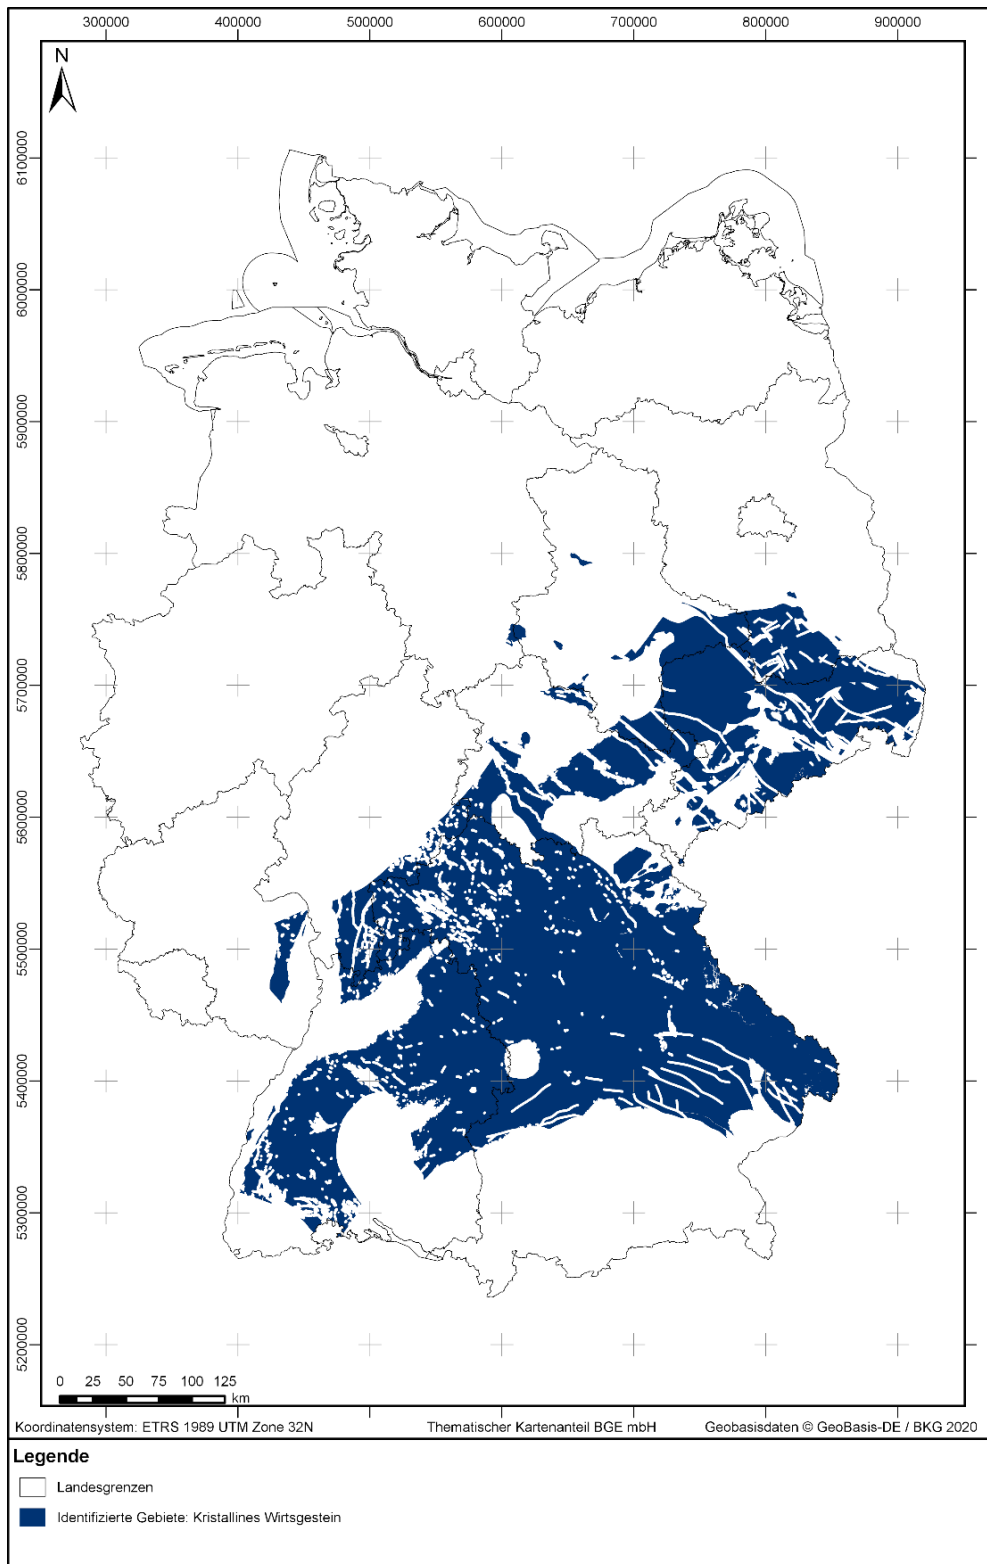 300000 400000 500000 600000 700000 800000 900000
N
6100000
6000000
5900000
5800000
5700000
5600000
5500000
5400000
5300000
5200000
0 25 50 75 100 125
km
Koordinatensystem: ETRS 1989 UTM Zone 32N Thematischer Kartenanteil BGE mbH Geobasisdaten © GeoBasis-DE / BKG 2020
Legende
Landesgrenzen
Identifizierte Gebiete: Kristallines Wirtsgestein